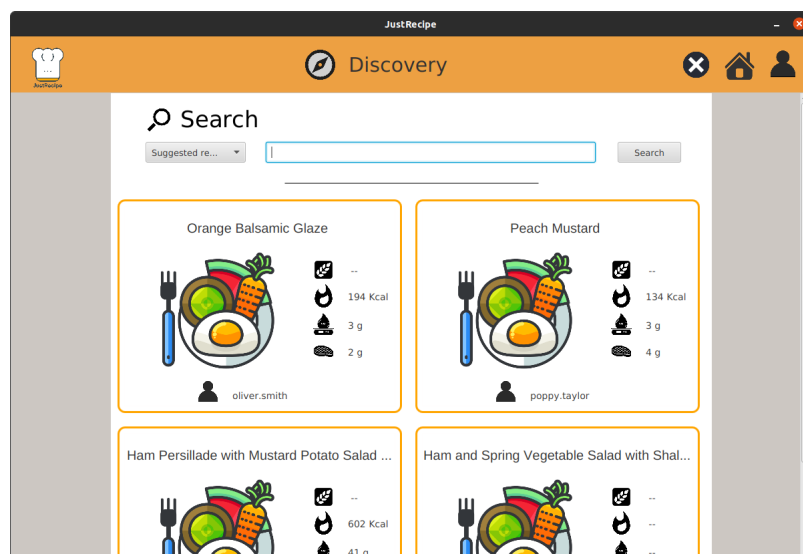 JustRecipe
JustRecipe
Discovery
Search
Suggested re...
Search
Orange Balsamic Glaze
--
194 Kcal
3 g
2 g
oliver.smith
Peach Mustard
--
134 Kcal
3 g
4 g
poppy.taylor
Ham Persillade with Mustard Potato Salad ...
--
602 Kcal
41 g
Ham and Spring Vegetable Salad with Shal...
--
--
--